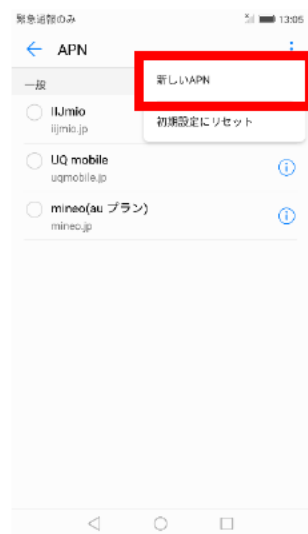 緊急通報のみ 13:05
← APN
新しいAPN
一般
IIJmio
iijmio.jp
初期設定にリセット
UQ mobile
uqmobile.jp
mineo(au プラン)
mineo.jp